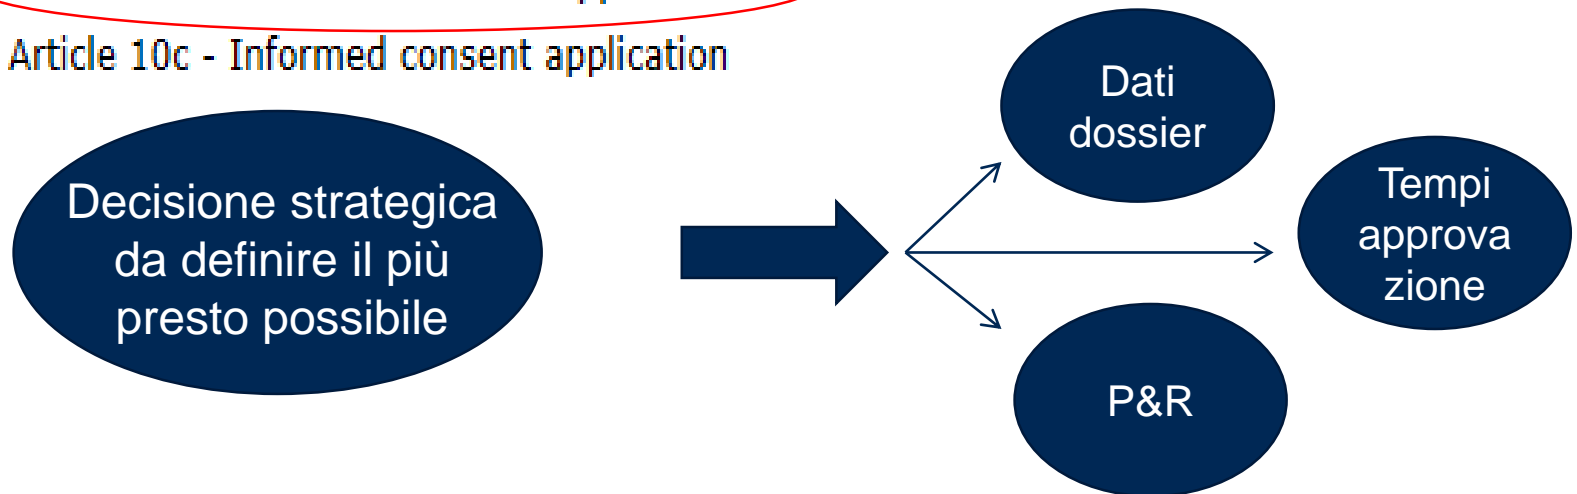 Article 10c - Informed consent application
Decisione strategica
da definire il più
presto possibile
Dati
dossier
Tempi
approva
zione
P&R